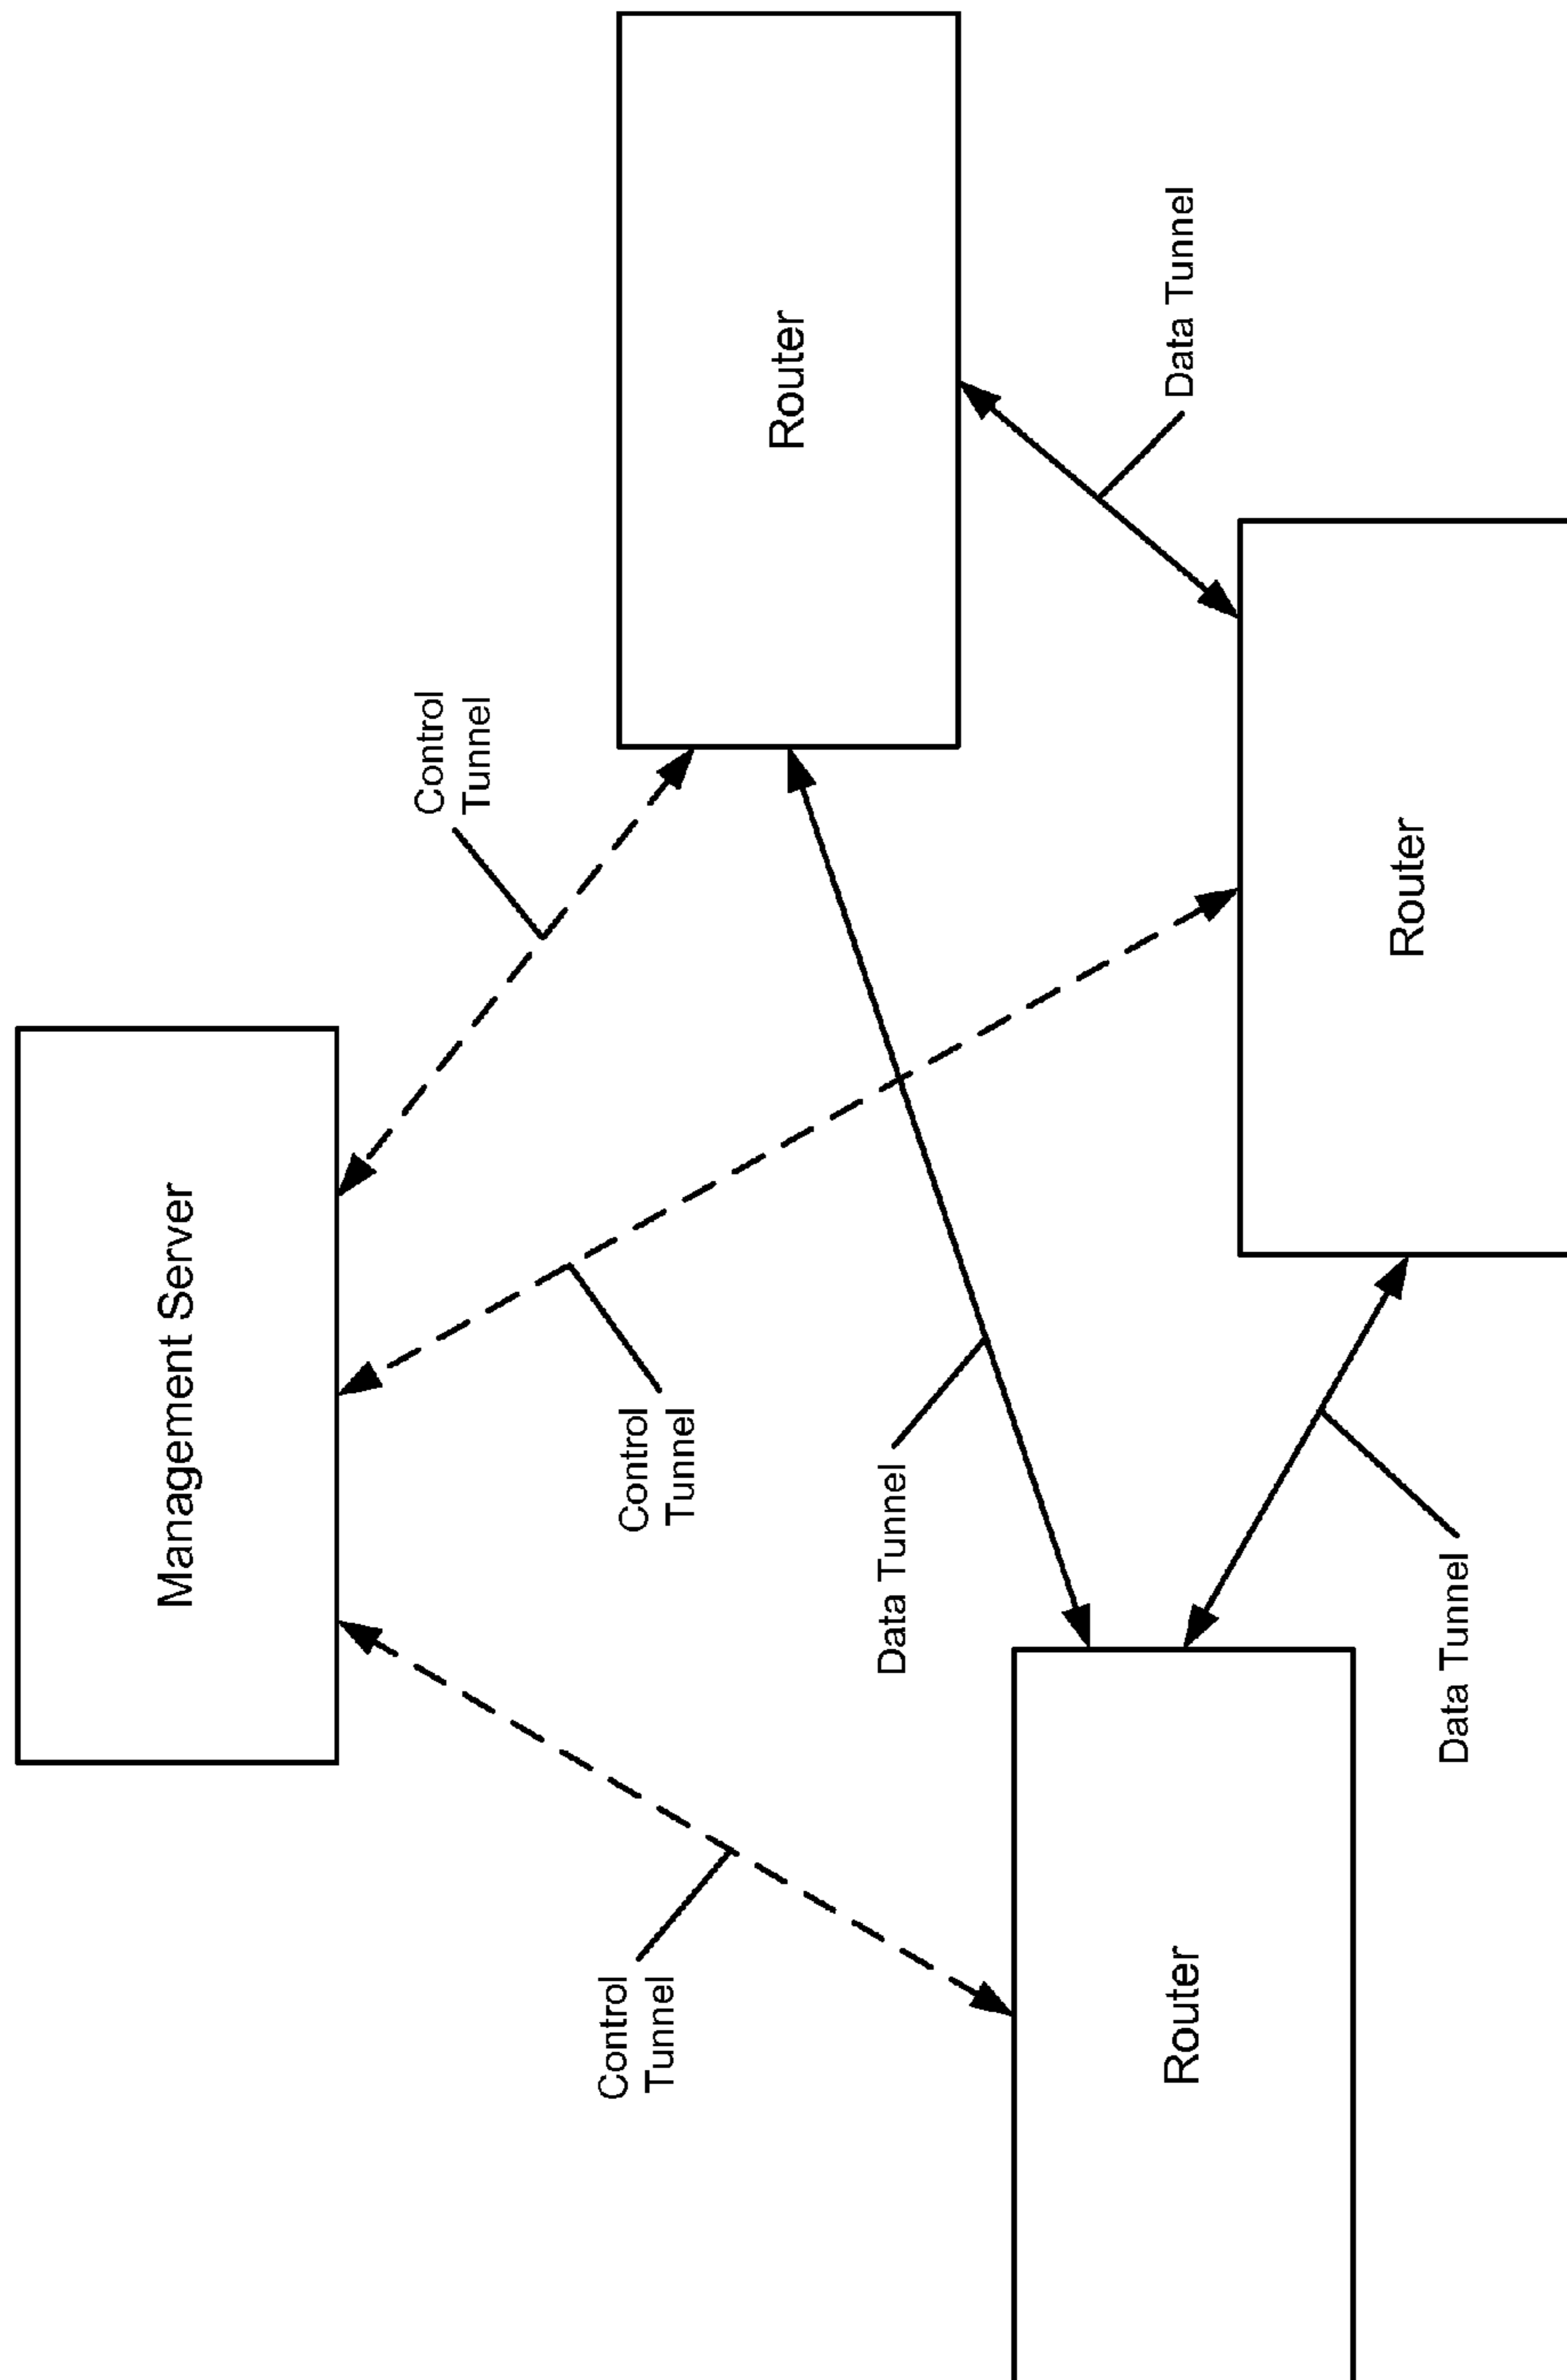 Management Server
Control
Tunnel
Control
Tunnel
Control
Tunnel
Router
Data Tunnel
Router
Data Tunnel
Router
Data Tunnel